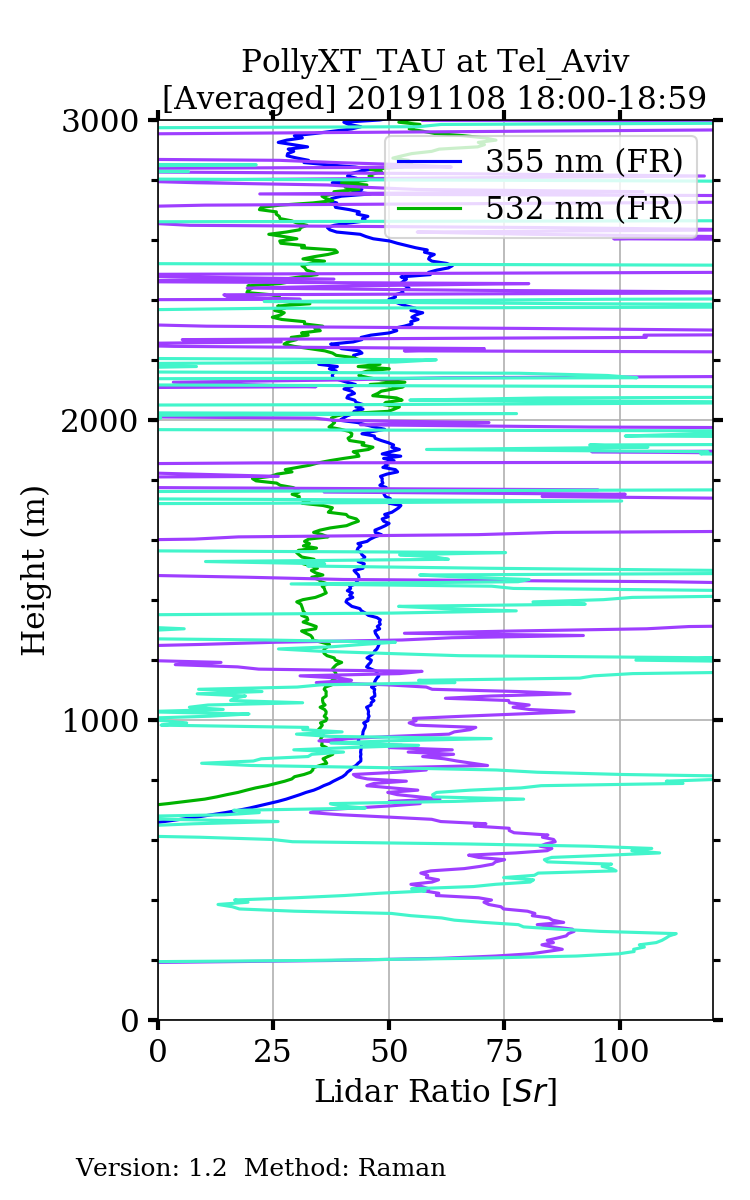 PollyXT_TAU at Tel_Aviv
[Averaged] 20191108 18:00-18:59
3000
355 nm (FR)
532 nm (FR)
2000
Height (m)
1000
0
0 25 50 75 100
Lidar Ratio [Sr]
Version: 1.2 Method: Raman